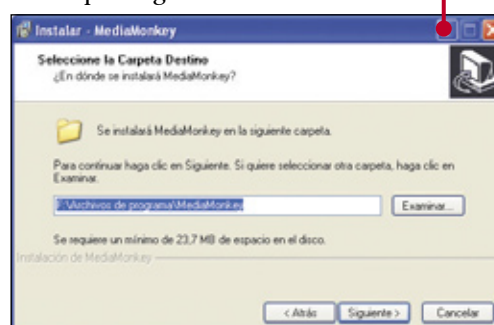 Instalar - MediaMonkey
Seleccione la Carpeta Destino
¿En dónde se instalará MediaMonkey?
Se instalará MediaMonkey en la siguiente carpeta.
Para continuar haga clic en Siguiente. Si quiere seleccionar otra carpeta, haga clic en
Examinar.
:\Archivos de programa\MediaMonkey
Examinar...
Se requiere un mínimo de 23,7 MB de espacio en el disco.
Instalación de MediaMonkey
< Atrás
Siguiente >
Cancelar